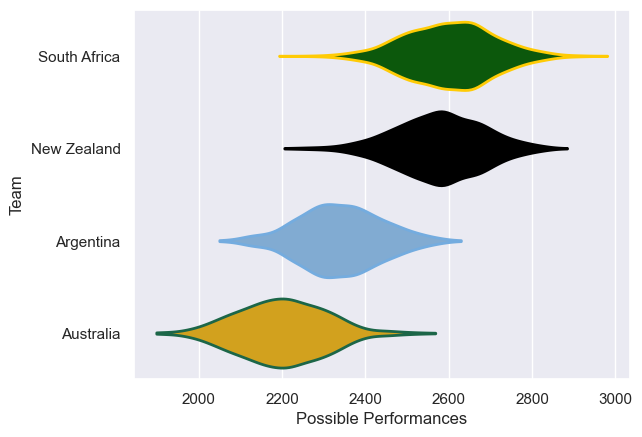 South Africa
New Zealand
Argentina
Australia
Team
2000 2200 2400 2600 2800 3000
Possible Performances